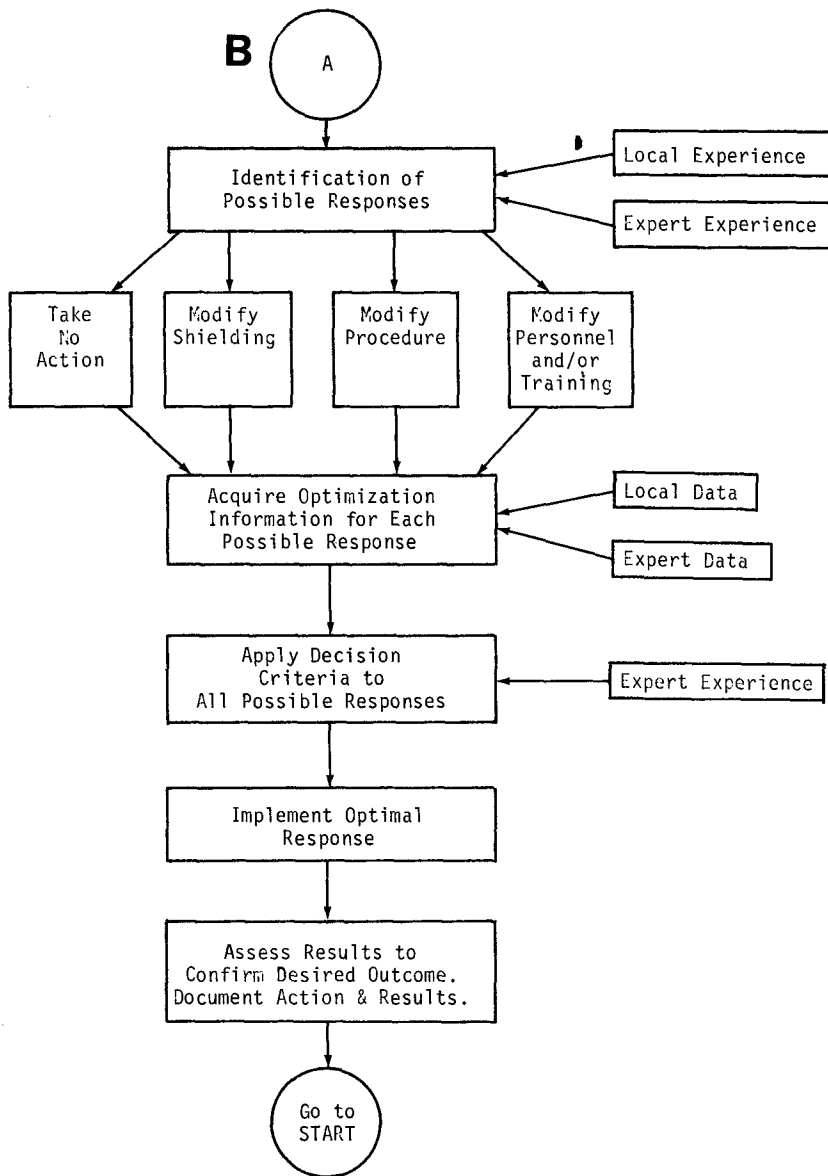 B
A
Identification of
Possible Responses
Local Experience
Expert Experience
Take
No
Action
Modify
Shielding
Modify
Procedure
Modify
Personnel
and/or
Training
Acquire Optimization
Information for Each
Possible Response
Local Data
Expert Data
Apply Decision
Criteria to
All Possible Responses
Expert Experience
Implement Optimal
Response
Assess Results to
Confirm Desired Outcome.
Document Action & Results.
Go to
START